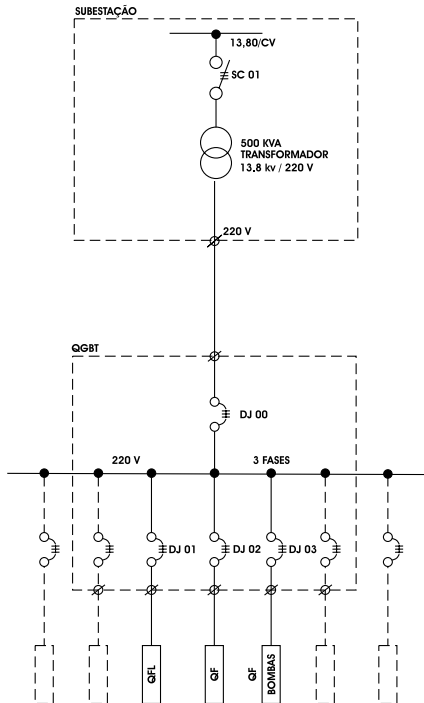 SUBESTAÇÃO
13,80/CV
SC 01
500 KVA
TRANSFORMADOR
13,8 kv / 220 V
220 V
QGBT
DJ 00
220 V
3 FASES
DJ 01
DJ 02
DJ 03
QFL
QF
QF
BOMBAS